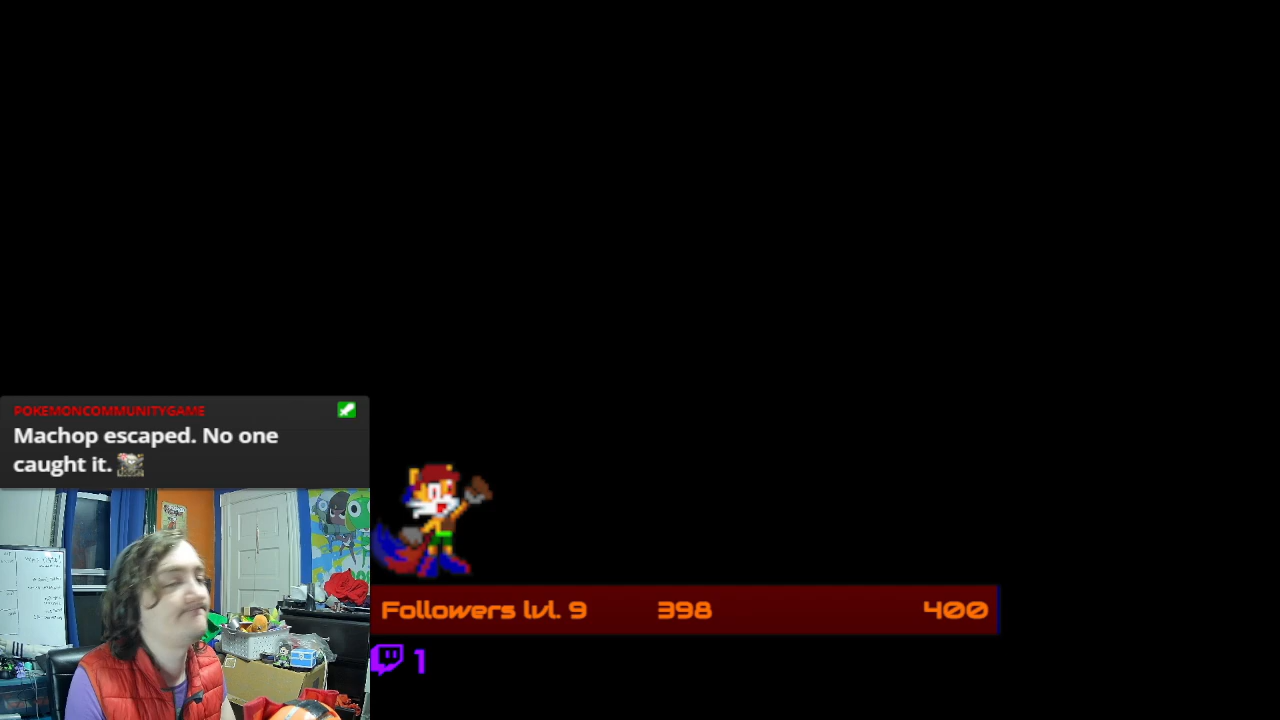 POKEMONCOMMUNITYGAME
Machop escaped. No one
caught it.
Followers lvl. 9 398 400
1